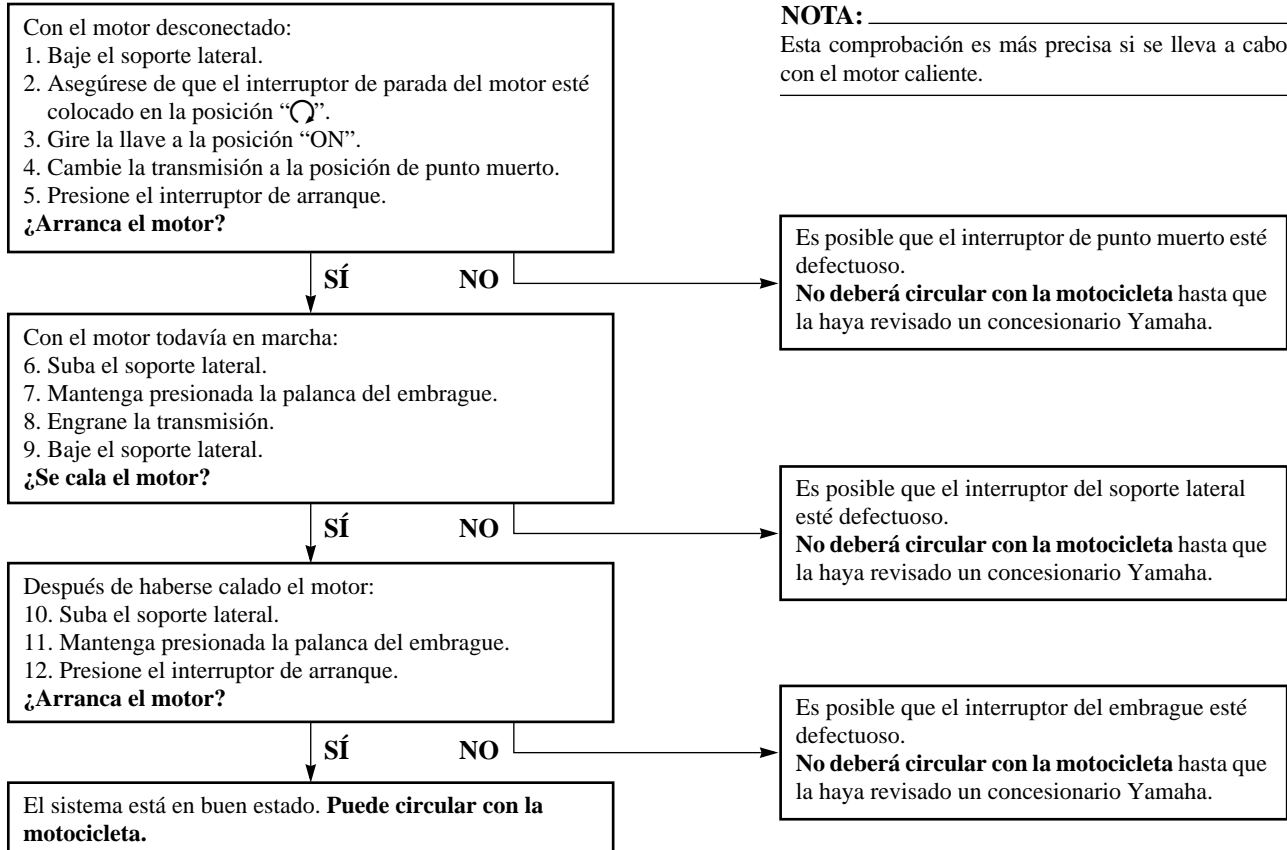 Con el motor desconectado:
1. Baje el soporte lateral.
2. Asegúrese de que el interruptor de parada del motor esté
colocado en la posición “”.
3. Gire la llave a la posición “ON”.
4. Cambie la transmisión a la posición de punto muerto.
5. Presione el interruptor de arranque.
¿Arranca el motor?
NOTA:
Esta comprobación es más precisa si se lleva a cabo
con el motor caliente.
SÍ NO
Es posible que el interruptor de punto muerto esté
defectuoso.
No deberá circular con la motocicleta hasta que
la haya revisado un concesionario Yamaha.
Con el motor todavía en marcha:
6. Suba el soporte lateral.
7. Mantenga presionada la palanca del embrague.
8. Engrane la transmisión.
9. Baje el soporte lateral.
¿Se cala el motor?
SÍ NO
Es posible que el interruptor del soporte lateral
esté defectuoso.
No deberá circular con la motocicleta hasta que
la haya revisado un concesionario Yamaha.
Después de haberse calado el motor:
10. Suba el soporte lateral.
11. Mantenga presionada la palanca del embrague.
12. Presione el interruptor de arranque.
¿Arranca el motor?
SÍ NO
Es posible que el interruptor del embrague esté
defectuoso.
No deberá circular con la motocicleta hasta que
la haya revisado un concesionario Yamaha.
El sistema está en buen estado. Puede circular con la
motocicleta.